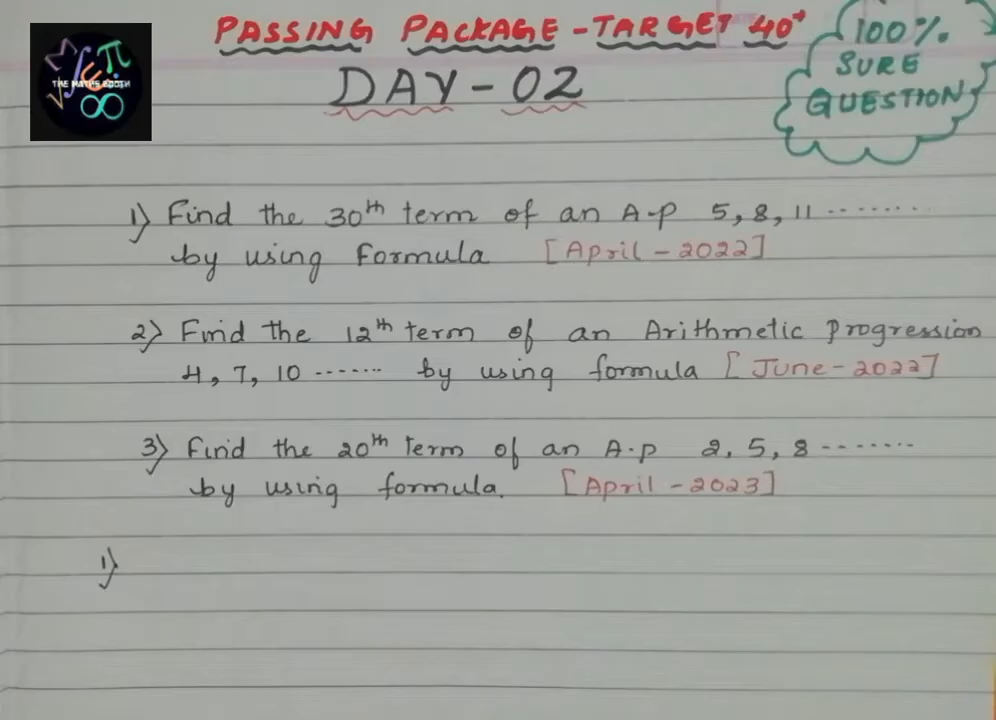 PASSING PACKAGE - TARGET 40+
100% SURE QUESTION
DAY - 02
THE MATHS BOOTH
1) Find the 30th term of an A.P 5, 8, 11 ........
by using Formula [April - 2022]
2) Find the 12th term of an Arithmetic Progression
4, 7, 10 ....... by using formula [June - 2022]
3) Find the 20th Term of an A.P 2, 5, 8 .......
by using formula. [April - 2023]
1)